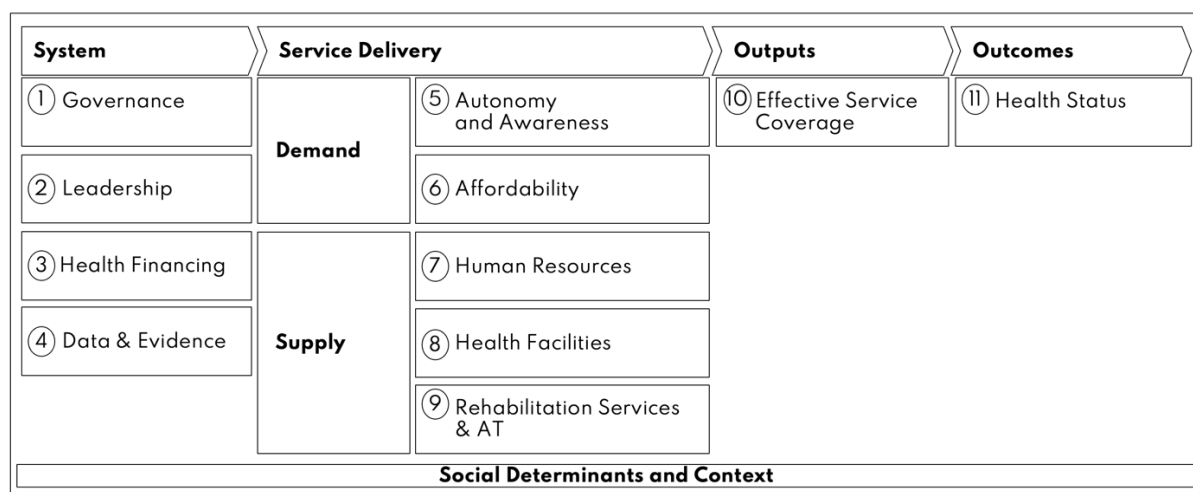 System
Service Delivery
Outputs
Outcomes
1 Governance
2 Leadership
3 Health Financing
4 Data & Evidence
Demand
5 Autonomy
and Awareness
6 Affordability
Supply
7 Human Resources
8 Health Facilities
9 Rehabilitation Services
& AT
10 Effective Service
Coverage
11 Health Status
Social Determinants and Context